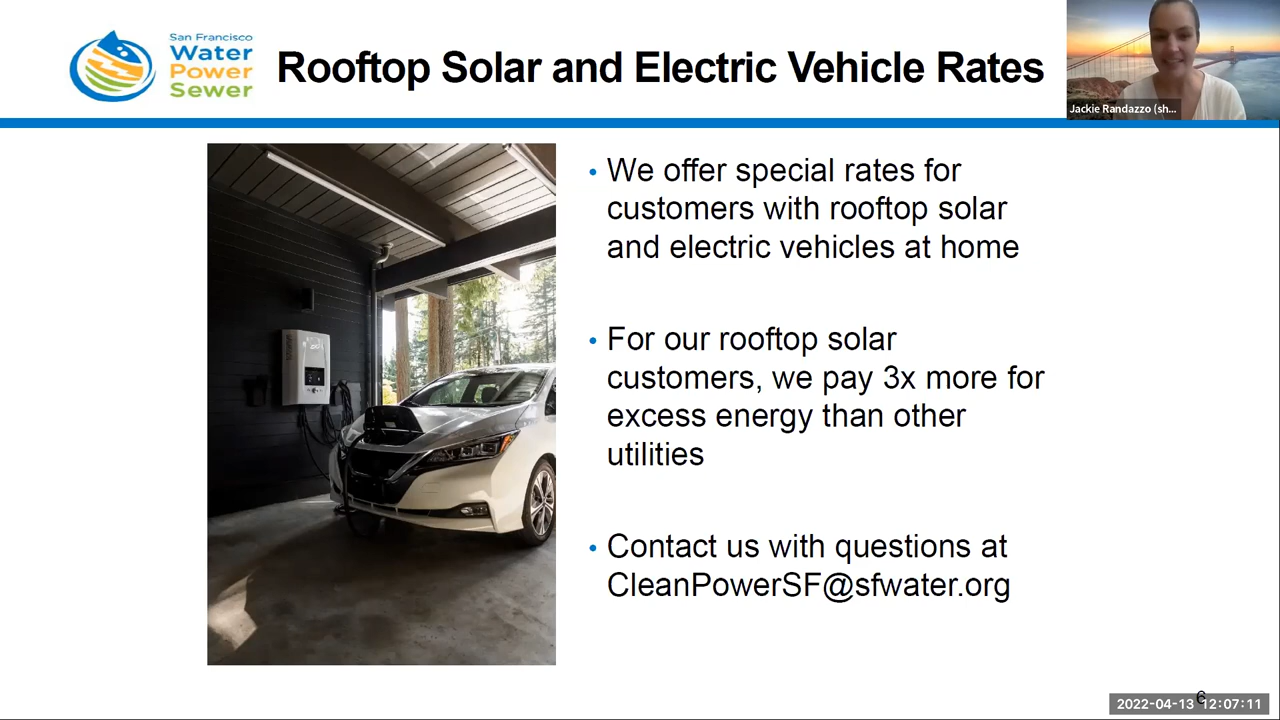 San Francisco
Water
Power
Sewer
Rooftop Solar and Electric Vehicle Rates
Jackie Randazzo (sh...
• We offer special rates for
customers with rooftop solar
and electric vehicles at home
• For our rooftop solar
customers, we pay 3x more for
excess energy than other
utilities
• Contact us with questions at
CleanPowerSF@sfwater.org
6
2022-04-13 12:07:11